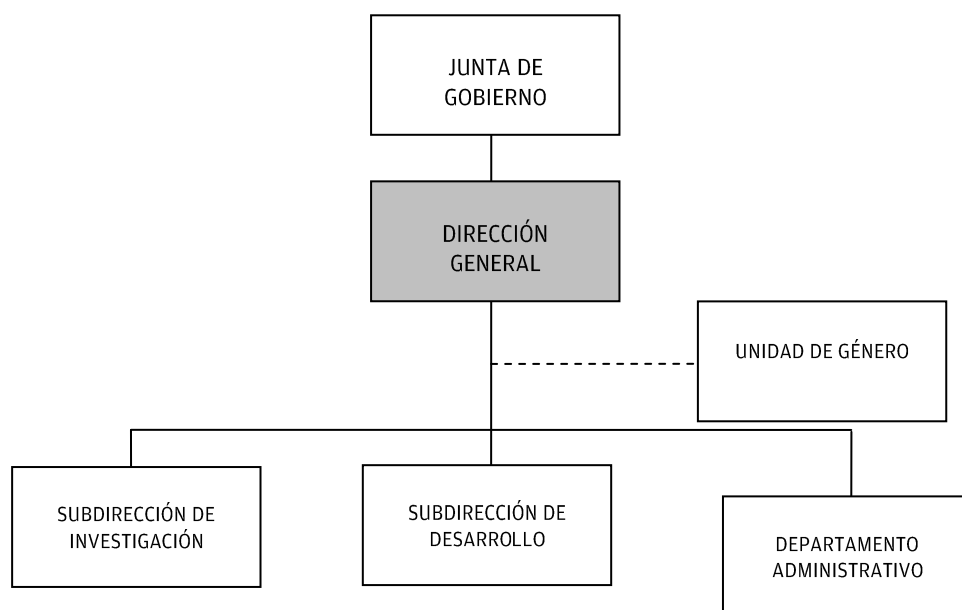 JUNTA DE
GOBIERNO
DIRECCIÓN
GENERAL
UNIDAD DE GÉNERO
SUBDIRECCIÓN DE
INVESTIGACIÓN
SUBDIRECCIÓN DE
DESARROLLO
DEPARTAMENTO
ADMINISTRATIVO